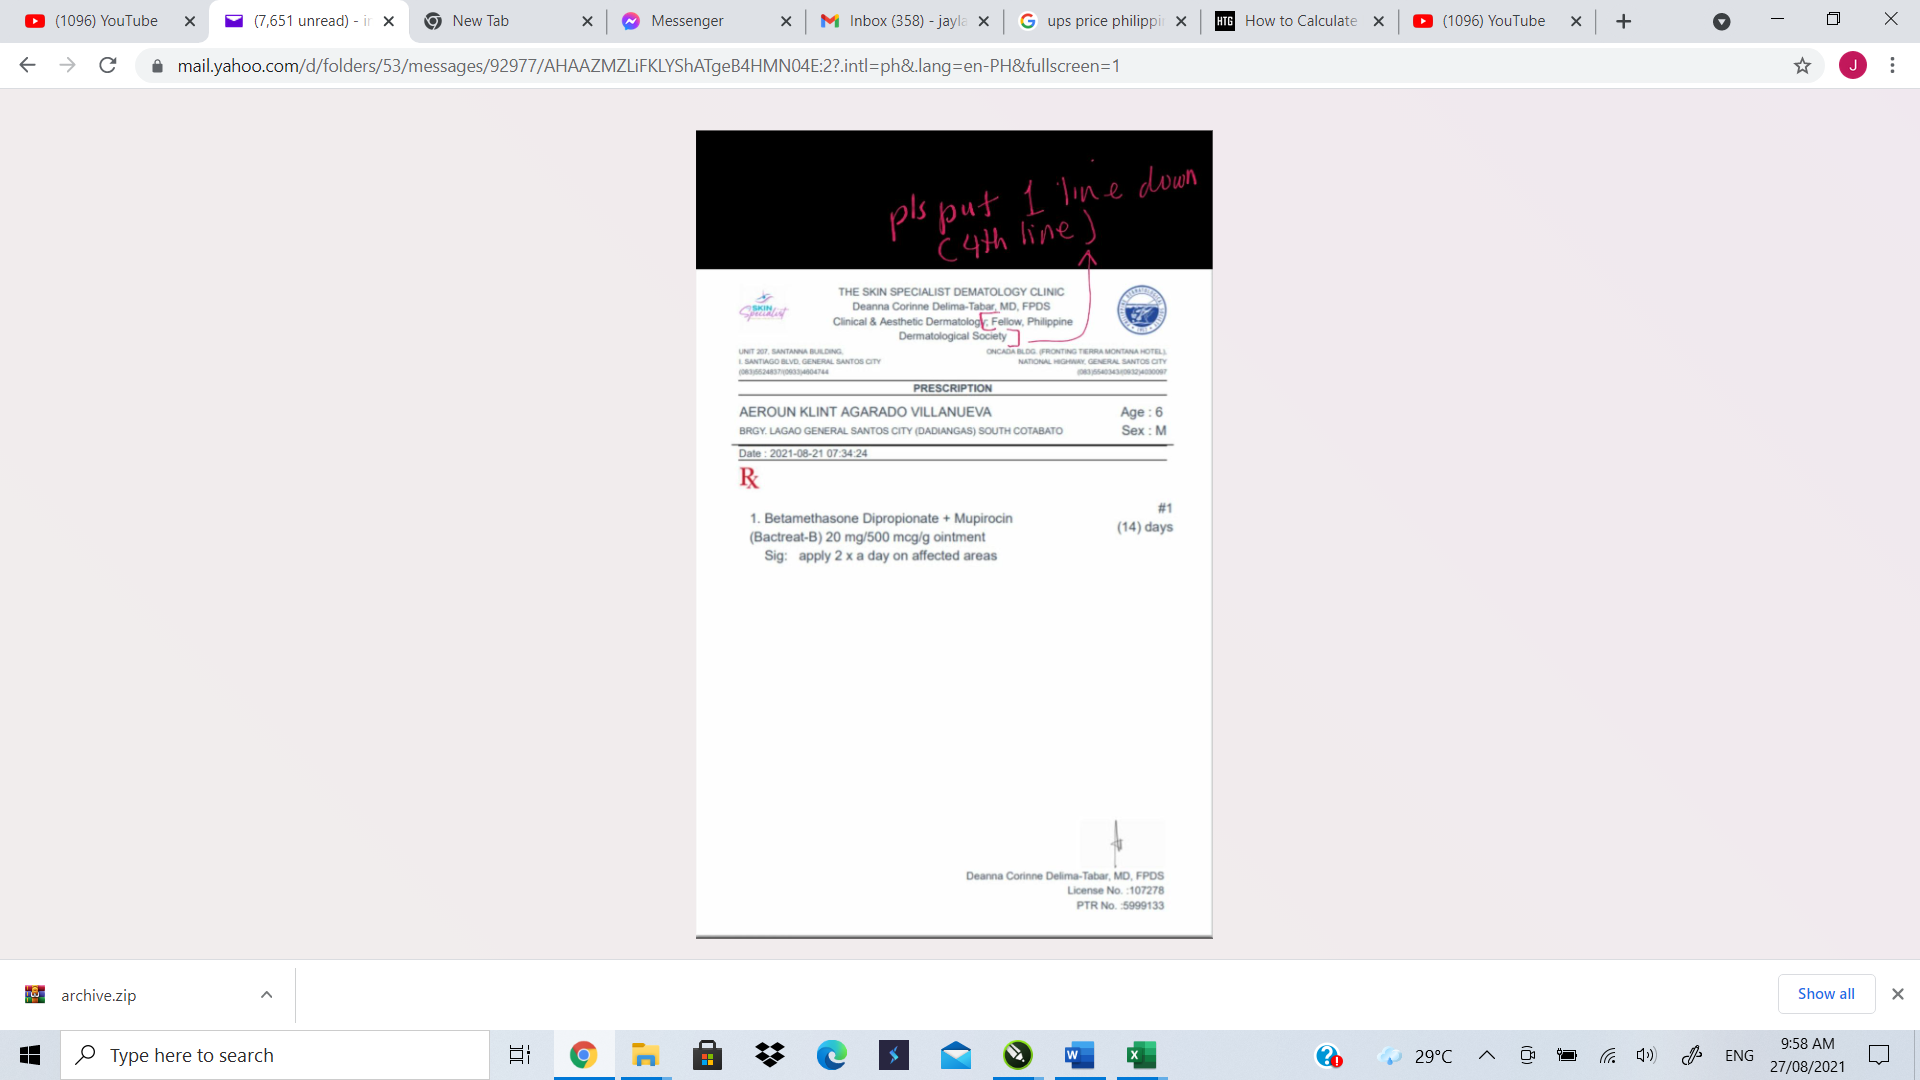 (1096) YouTube
(7,651 unread) - i
New Tab
Messenger
Inbox (358) - jayla
ups price philippi
HTG
How to Calculate
(1096) YouTube
mail.yahoo.com/d/folders/53/messages/92977/AHAAZMZLiFKLYShATgeB4HMN04E:2?.intl=ph&.lang=en-PH&fullscreen=1
J
pls put 1 line down
(4th line)
SKIN
Specialist
THE SKIN SPECIALIST DEMATOLOGY CLINIC
Deanna Corinne Delima-Tabar, MD, FPDS
Clinical & Aesthetic Dermatology; Fellow, Philippine
Dermatological Society
UNIT 207, SANTANNA BUILDING,
I. SANTIAGO BLVD, GENERAL SANTOS CITY
(083)5524837/(0933)4604744
ONCADA BLDG. (FRONTING TIERRA MONTANA HOTEL),
NATIONAL HIGHWAY, GENERAL SANTOS CITY
(083)5540343/(0932)4030097
PRESCRIPTION
AEROUN KLINT AGARADO VILLANUEVA
Age : 6
BRGY. LAGAO GENERAL SANTOS CITY (DADIANGAS) SOUTH COTABATO
Sex : M
Date : 2021-08-21 07:34:24
Rx
#1
1. Betamethasone Dipropionate + Mupirocin
(14) days
(Bactreat-B) 20 mg/500 mcg/g ointment
Sig: apply 2 x a day on affected areas
Deanna Corinne Delima-Tabar, MD, FPDS
License No. :107278
PTR No. :5999133
archive.zip
Show all
Type here to search
29°C
ENG
9:58 AM
27/08/2021